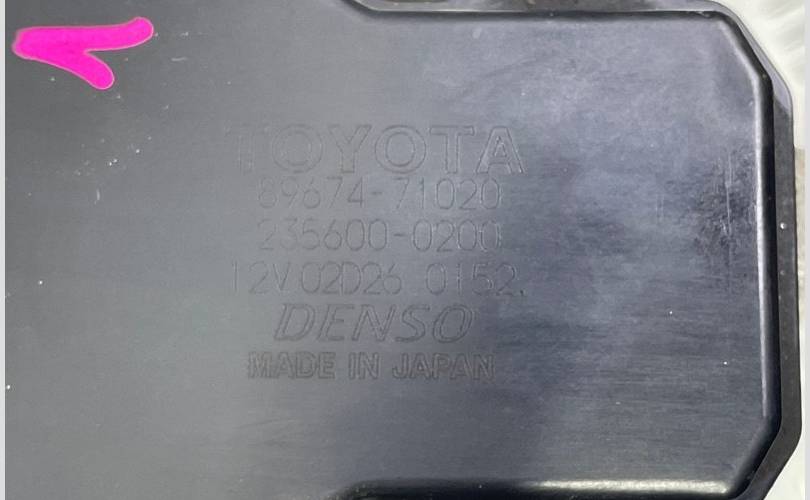 TOYOTA
89674-71020
235600-0200
12V 02D26 0152.
DENSO
MADE IN JAPAN